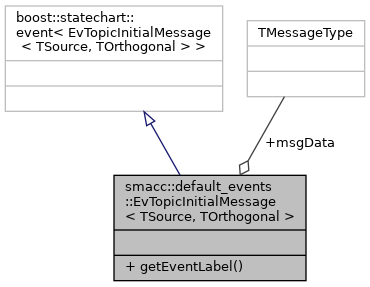 boost::statechart::
event< EvTopicInitialMessage
< TSource, TOrthogonal > >
TMessageType
+msgData
smacc::default_events
::EvTopicInitialMessage
< TSource, TOrthogonal >
+ getEventLabel()